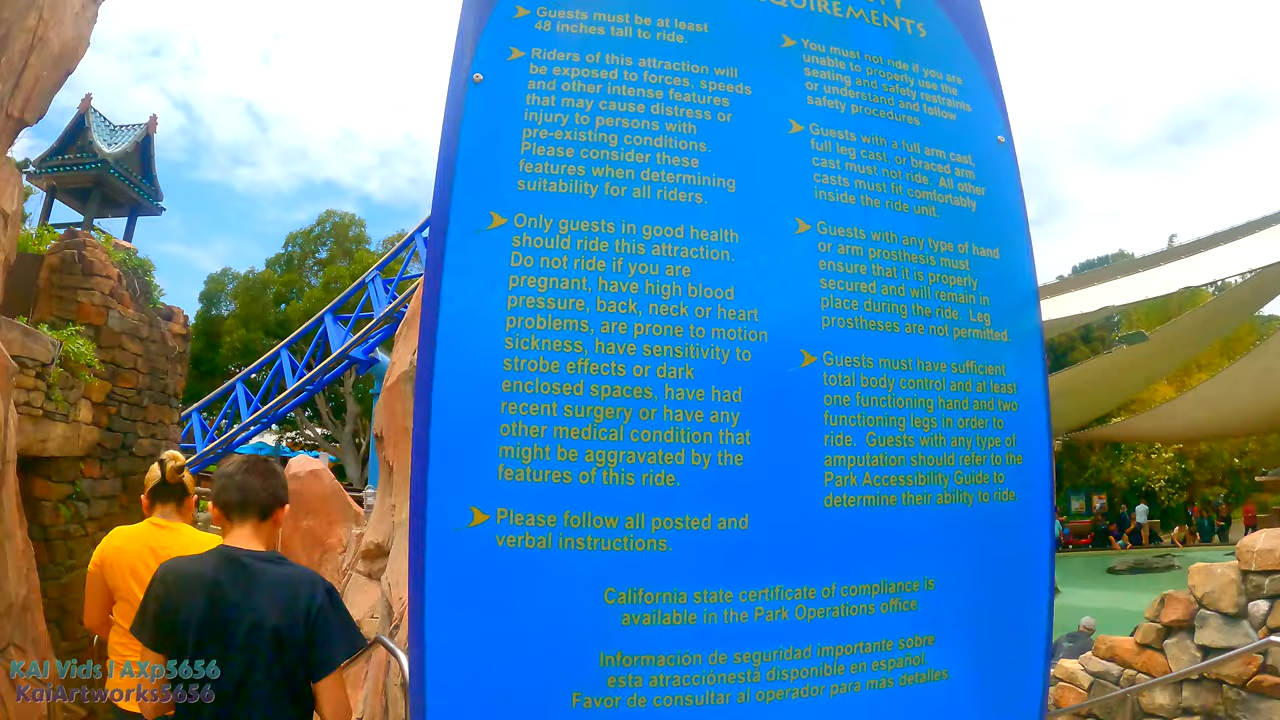 QUIREMENTS
Guests must be at least
48 inches tall to ride.
Riders of this attraction will
be exposed to forces, speeds
and other intense features
that may cause distress or
injury to persons with
pre-existing conditions.
Please consider these
features when determining
suitability for all riders.
Only guests in good health
should ride this attraction.
Do not ride if you are
pregnant, have high blood
pressure, back, neck or heart
problems, are prone to motion
sickness, have sensitivity to
strobe effects or dark
enclosed spaces, have had
recent surgery or have any
other medical condition that
might be aggravated by the
features of this ride.
Please follow all posted and
verbal instructions.
You must not ride if you are
unable to properly use the
seating and safety restraints
or understand and follow
safety procedures.
Guests with a full arm cast,
full leg cast, or braced arm
cast must not ride. All other
casts must fit comfortably
inside the ride unit.
Guests with any type of hand
or arm prosthesis must
ensure that it is properly
secured and will remain in
place during the ride. Leg
prostheses are not permitted.
Guests must have sufficient
total body control and at least
one functioning hand and two
functioning legs in order to
ride. Guests with any type of
amputation should refer to the
Park Accessibility Guide to
determine their ability to ride.
California state certificate of compliance is
available in the Park Operations office
Información de seguridad importante sobre
esta atracciónestá disponible en español.
Favor de consultar al operador para más detalles.
KAI Vids | AXp5656
KaiArtworks5656